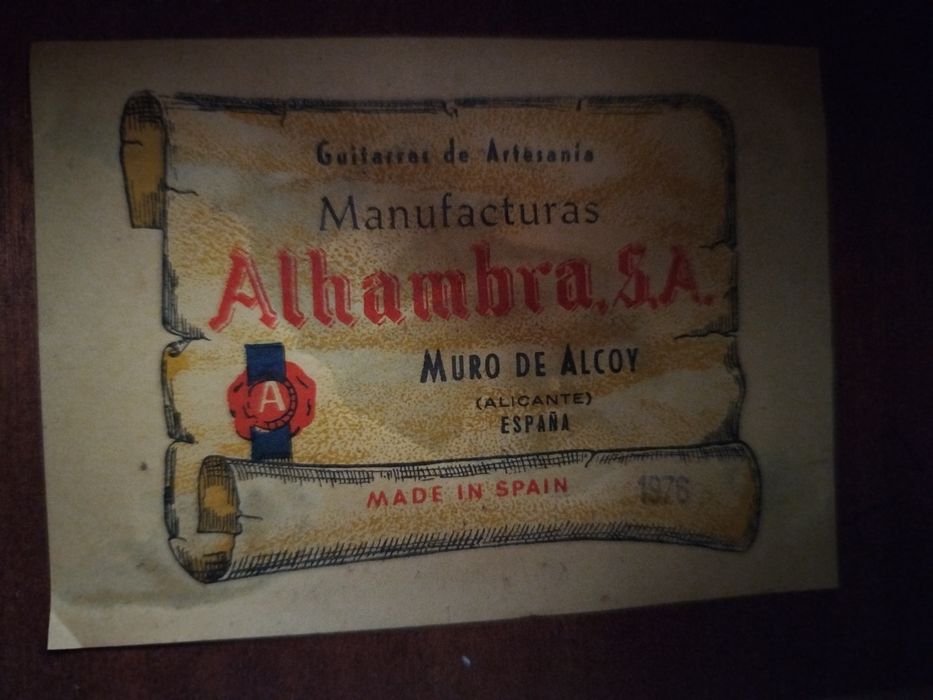 Guitarras de Artesanía
Manufacturas
Alhambra, S.A.
MURO DE ALCOY
(ALICANTE)
ESPAÑA
A
MADE IN SPAIN
1976